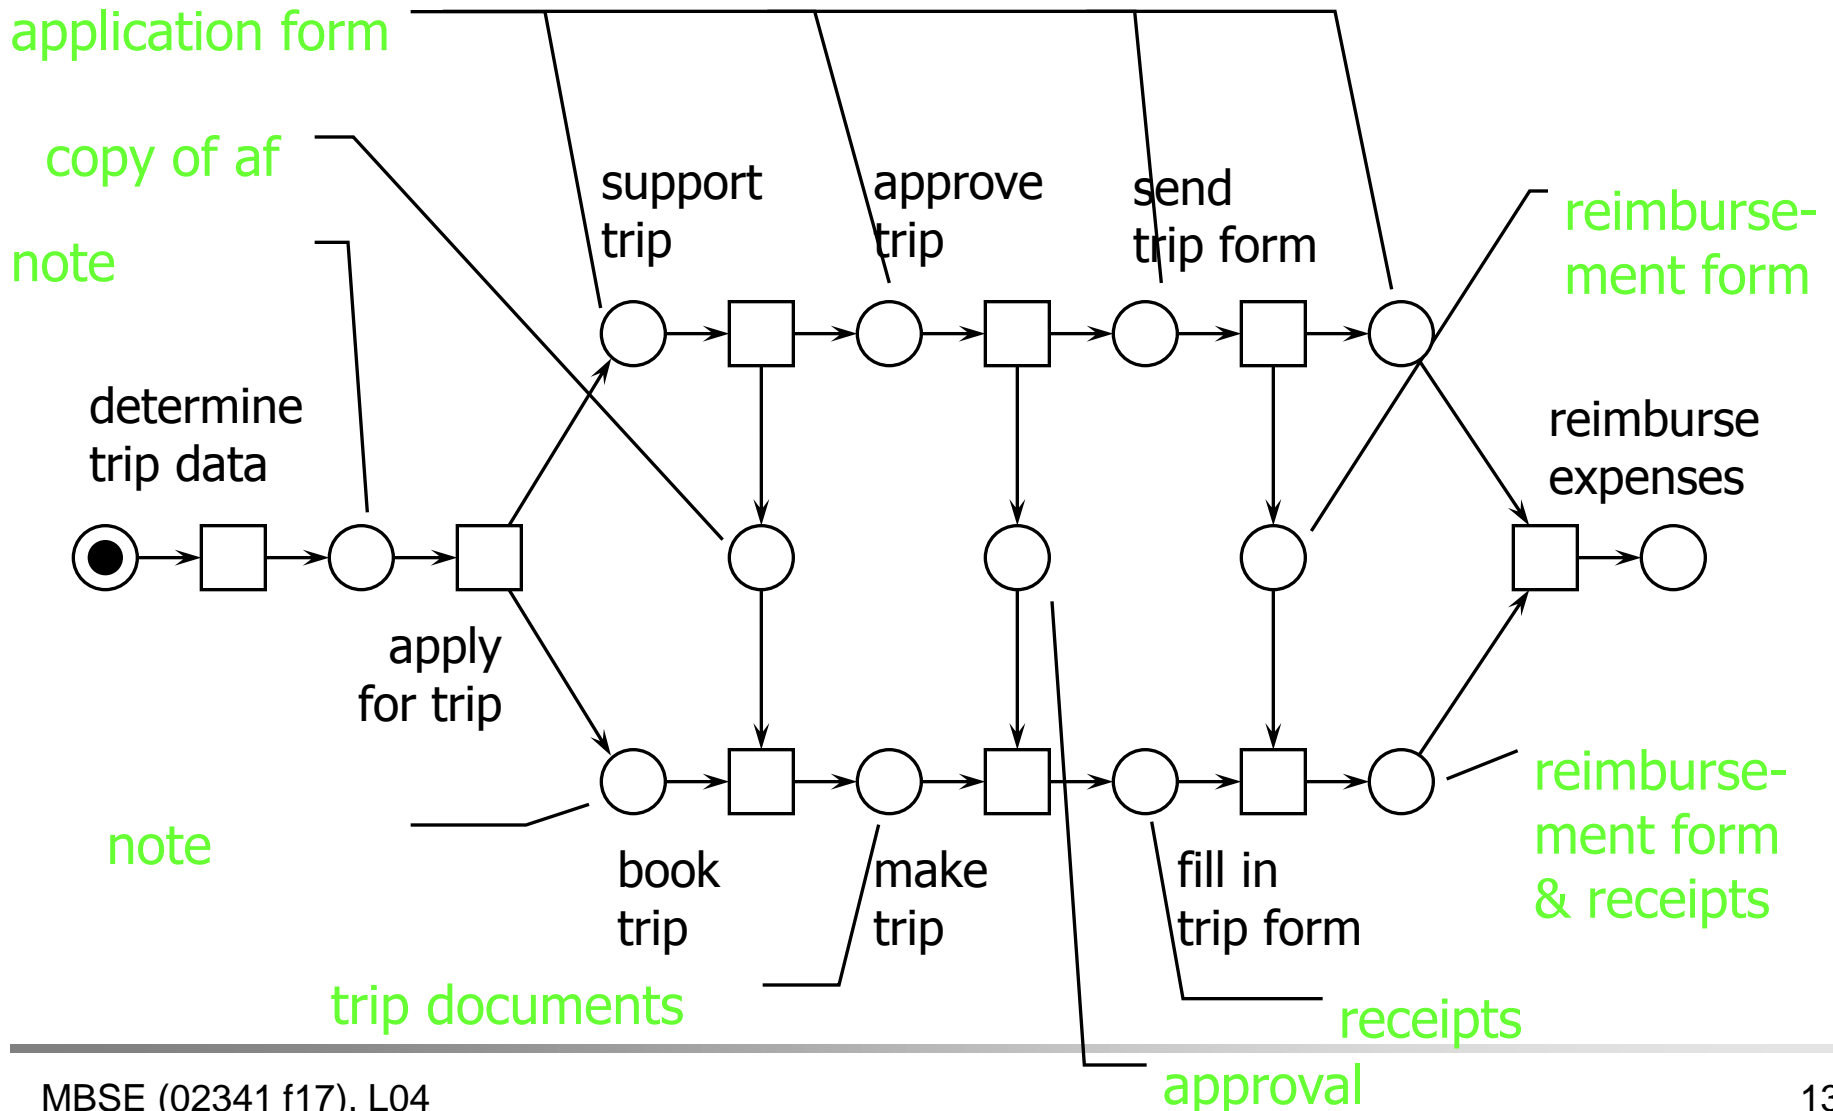 application form
copy of af
note
support
trip
approve
trip
send
trip form
reimburse-
ment form
determine
trip data
reimburse
expenses
apply
for trip
note
book
trip
make
trip
fill in
trip form
reimburse-
ment form
& receipts
trip documents
receipts
approval
MBSE (02341 f17), L04
13